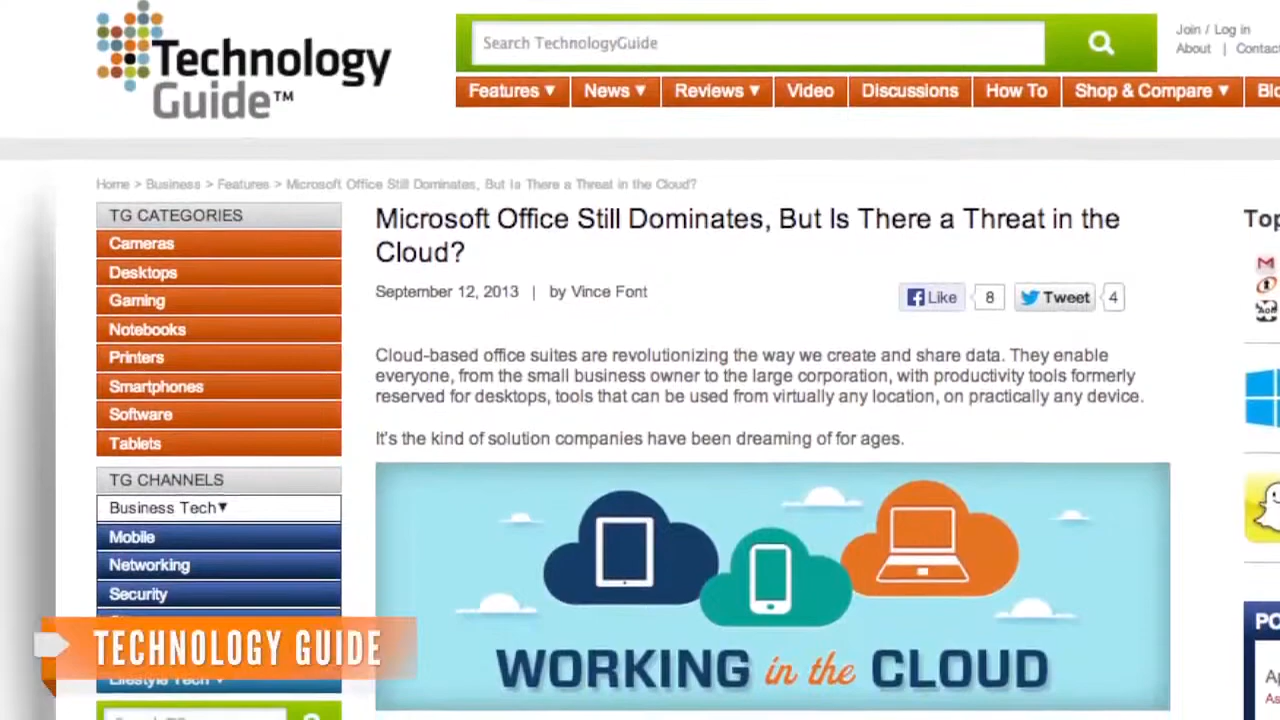 Technology
Guide™
Search TechnologyGuide
Join / Log in
About | Contact
Features ▼
News ▼
Reviews ▼
Video
Discussions
How To
Shop & Compare ▼
Home > Business > Features > Microsoft Office Still Dominates, But Is There a Threat in the Cloud?
TG CATEGORIES
Cameras
Desktops
Gaming
Notebooks
Printers
Smartphones
Software
Tablets
TG CHANNELS
Business Tech▼
Mobile
Networking
Security
Lifestyle Tech
TECHNOLOGY GUIDE
Microsoft Office Still Dominates, But Is There a Threat in the
Cloud?
September 12, 2013 | by Vince Font
Like 8
Tweet 4
Cloud-based office suites are revolutionizing the way we create and share data. They enable
everyone, from the small business owner to the large corporation, with productivity tools formerly
reserved for desktops, tools that can be used from virtually any location, on practically any device.
It's the kind of solution companies have been dreaming of for ages.
WORKING in the CLOUD
Top